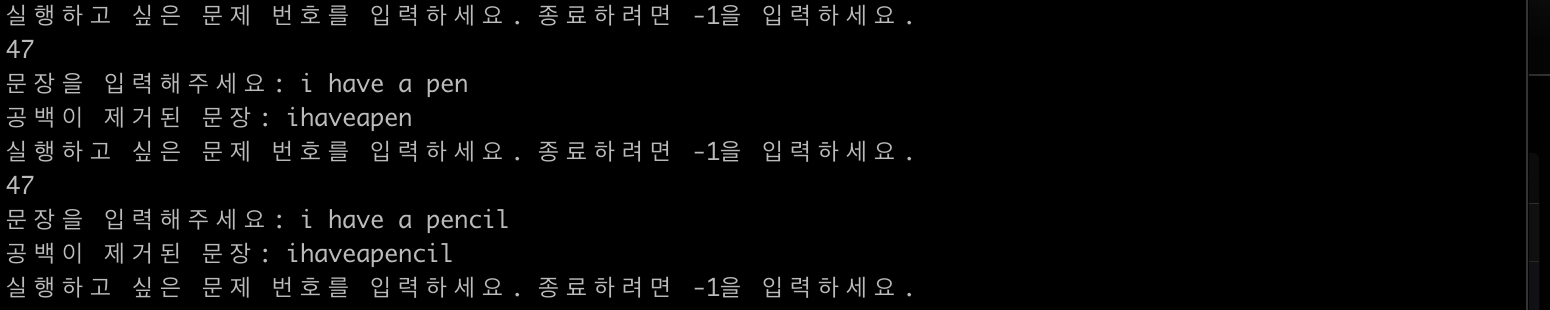 실행하고 싶은 문제 번호를 입력하세요. 종료하려면 -1을 입력하세요.
47
문장을 입력해주세요: i have a pen
공백이 제거된 문장: ihaveapen
실행하고 싶은 문제 번호를 입력하세요. 종료하려면 -1을 입력하세요.
47
문장을 입력해주세요: i have a pencil
공백이 제거된 문장: ihaveapencil
실행하고 싶은 문제 번호를 입력하세요. 종료하려면 -1을 입력하세요.